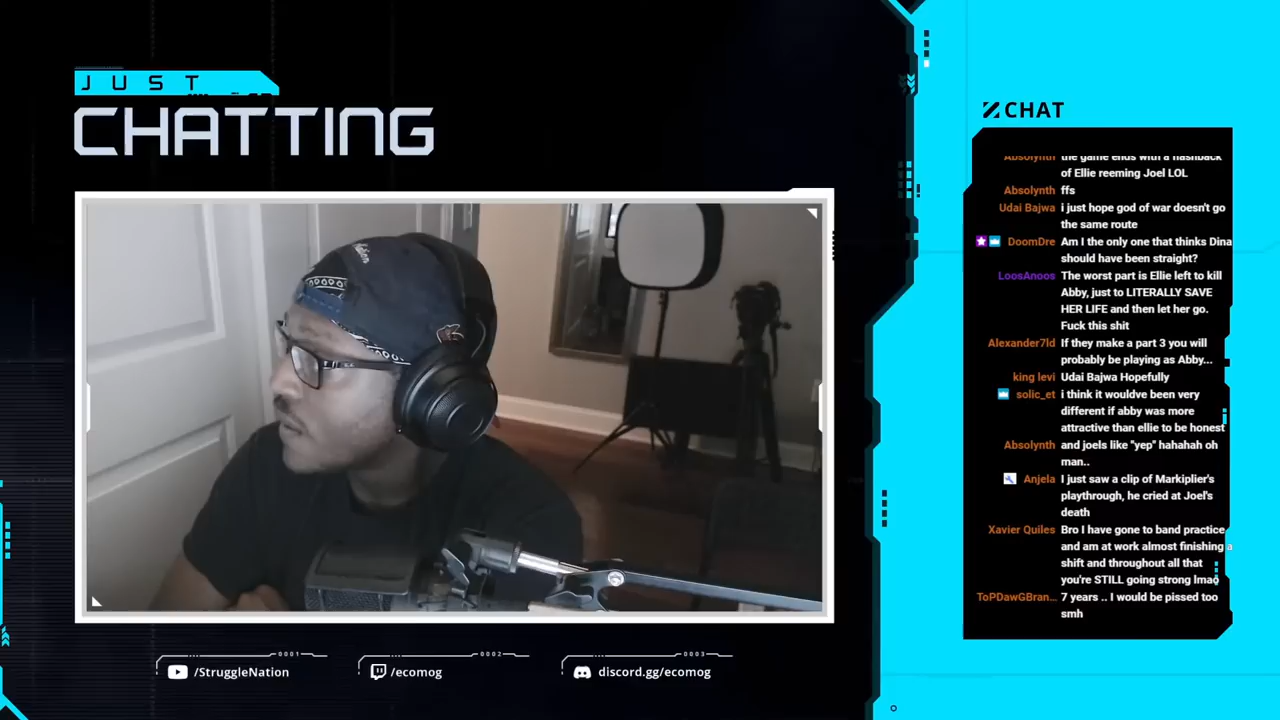 JUST
CHATTING
CHAT
Absolynth the game ends with a flashback
of Ellie reeming Joel LOL
Absolynth ffs
Udai Bajwa i just hope god of war doesn't go
the same route
DoomDre Am I the only one that thinks Dina
should have been straight?
LoosAnoos The worst part is Ellie left to kill
Abby, just to LITERALLY SAVE
HER LIFE and then let her go.
Fuck this shit
Alexander7ld If they make a part 3 you will
probably be playing as Abby...
king levi Udai Bajwa Hopefully
solic_et i think it wouldve been very
different if abby was more
attractive than ellie to be honest
Absolynth and joels like "yep" hahahah oh
man..
Anjela I just saw a clip of Markiplier's
playthrough, he cried at Joel's
death
Xavier Quiles Bro I have gone to band practice
and am at work almost finishing a
shift and throughout all that
you're STILL going strong lmao
ToPDawGBran... 7 years .. I would be pissed too
smh
0001
/StruggleNation
0002
/ecomog
0003
discord.gg/ecomog